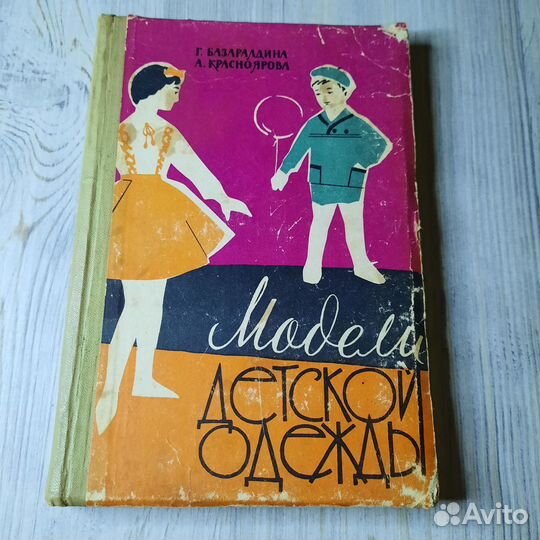 Г. БАЗАРАЛДИНА
Л. КРАСНОЯРОВА
Модели
ДЕТСКОЙ
ОДЕЖДЫ
Avito